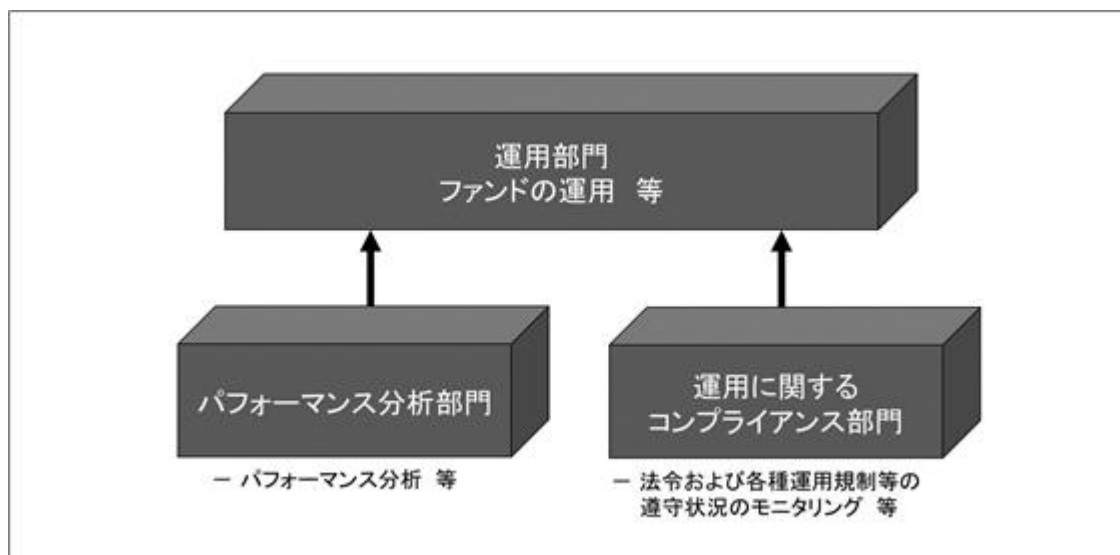 運用部門
ファンドの運用 等
パフォーマンス分析部門
－ パフォーマンス分析 等
運用に関する
コンプライアンス部門
－ 法令および各種運用規制等の
遵守状況のモニタリング 等